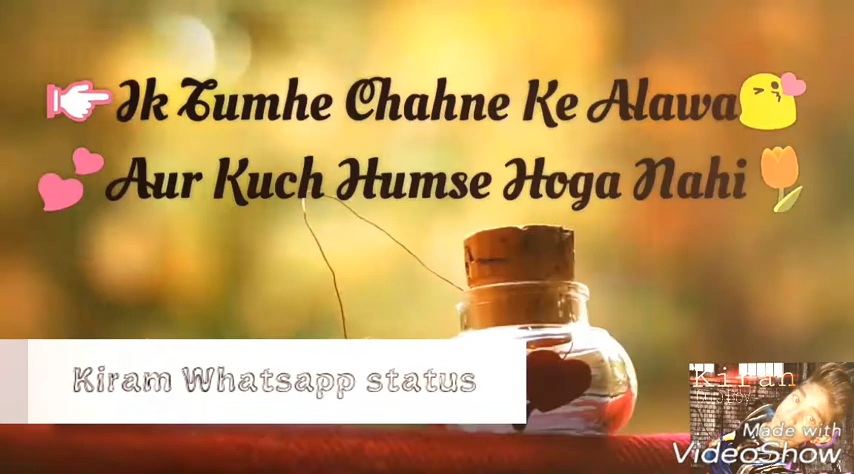 Ik Tumhe Chahne Ke Alawa
Aur Kuch Humse Hoga Nahi
Kiram Whatsapp status
Kiran
Made with
VideoShow